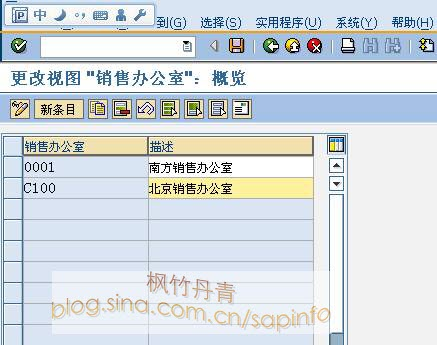 到(G) 选择(S) 实用程序(U) 系统(Y) 帮助(H)
更改视图 "销售办公室": 概览
新条目
销售办公室 描述
0001 南方销售办公室
C100 北京销售办公室
枫竹丹青
blog.sina.com.cn/sapinfo